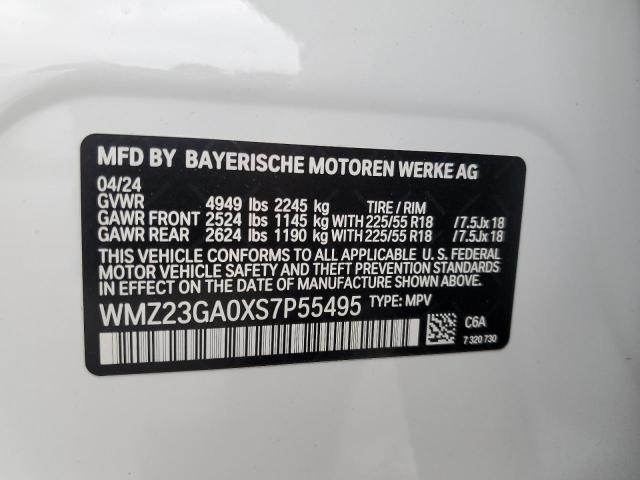 MFD BY BAYERISCHE MOTOREN WERKE AG
04/24
GVWR 4949 lbs 2245 kg TIRE / RIM
GAWR FRONT 2524 lbs 1145 kg WITH 225/55 R18 /7.5Jx18
GAWR REAR 2624 lbs 1190 kg WITH 225/55 R18 /7.5Jx18
THIS VEHICLE CONFORMS TO ALL APPLICABLE U. S. FEDERAL
MOTOR VEHICLE SAFETY AND THEFT PREVENTION STANDARDS
IN EFFECT ON THE DATE OF MANUFACTURE SHOWN ABOVE.
WMZ23GA0XS7P55495 TYPE: MPV
C6A
7 320 730